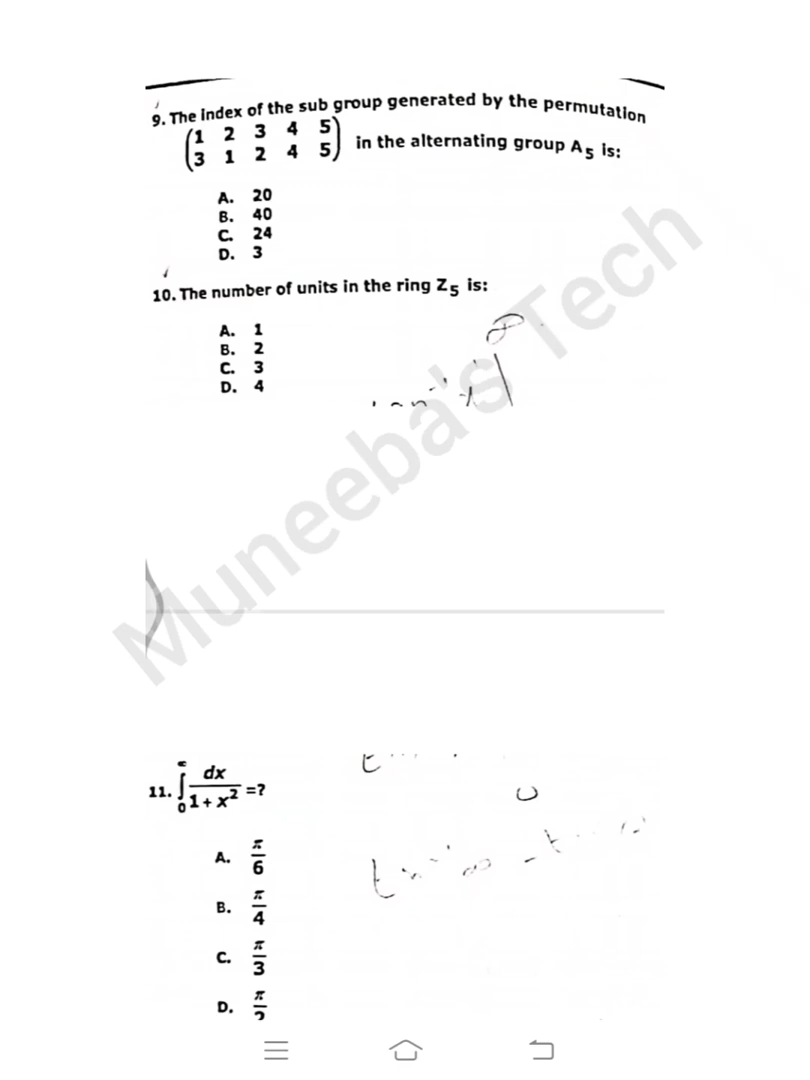 9. The index of the sub group generated by the permutation
(1 2 3 4 5
3 1 2 4 5) in the alternating group A5 is:
A. 20
B. 40
C. 24
D. 3
10. The number of units in the ring Z5 is:
A. 1
B. 2
C. 3
D. 4
Muneeba's Tech
11. ∫0∞ dx/1+x² =?
A. π/6
B. π/4
C. π/3
D. π/2